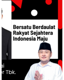 Bersatu Berdaulat
Rakyat Sejahtera
Indonesia Maju
Tbk.